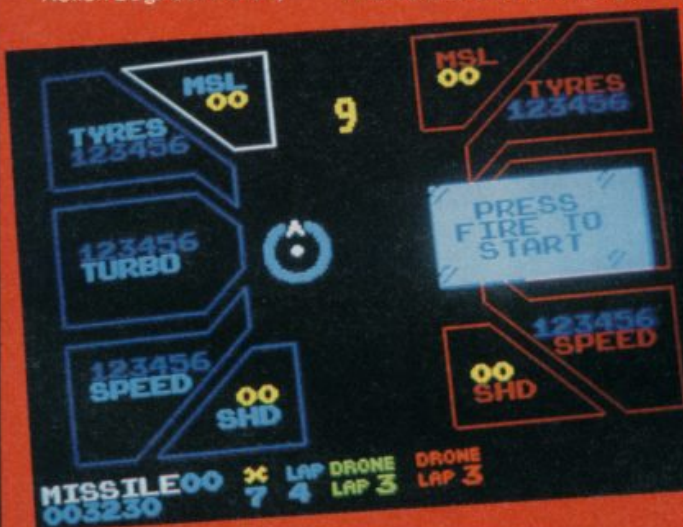 MSL
00
TYRES
123456
9
MSL
00
TYRES
123456
123456
TURBO
PRESS
FIRE TO
START
123456
SPEED
00
SHD
123456
SPEED
00
SHD
MISSILE00
003230
7
LAP
4
DRONE
LAP 3
DRONE
LAP 3